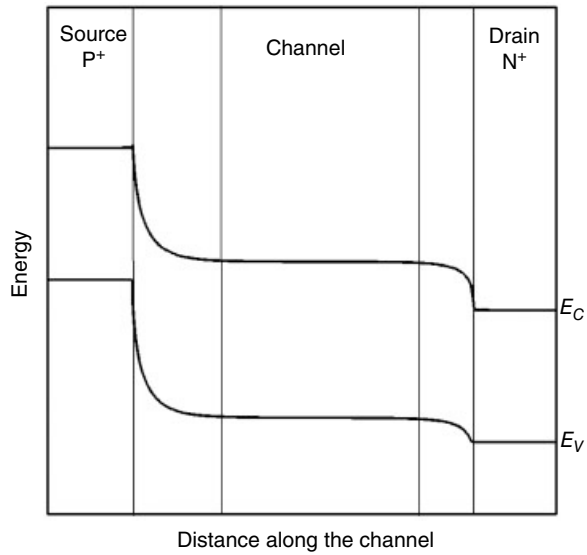 Source
P+
Channel
Drain
N+
Energy
EC
EV
Distance along the channel